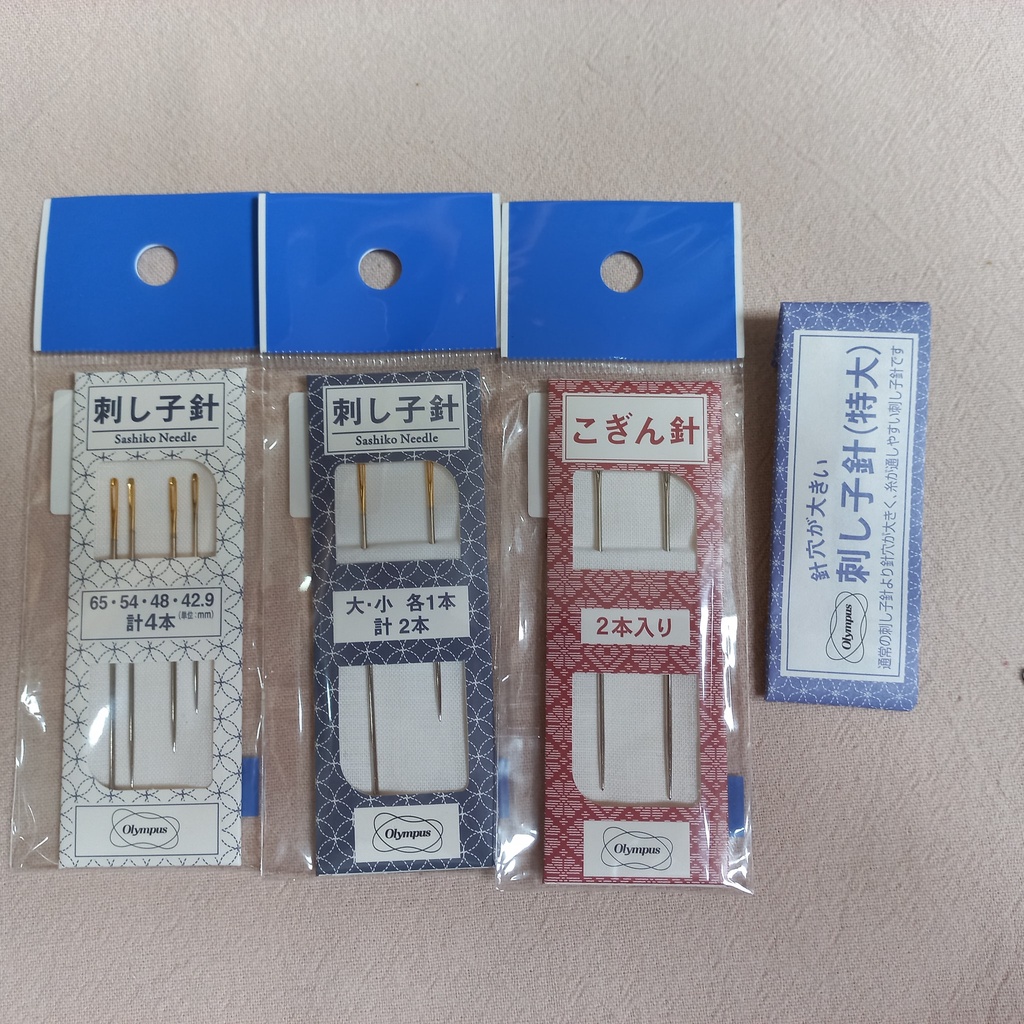 刺し子針
Sashiko Needle
65・54・48・42.9
計4本(単位:mm)
Olympus
刺し子針
Sashiko Needle
大・小 各1本
計 2本
Olympus
こぎん針
2本入り
Olympus
針穴が大きい
刺し子針(特大)
通常の刺し子針より針穴が大きく、糸が通しやすい刺し子針です
Olympus